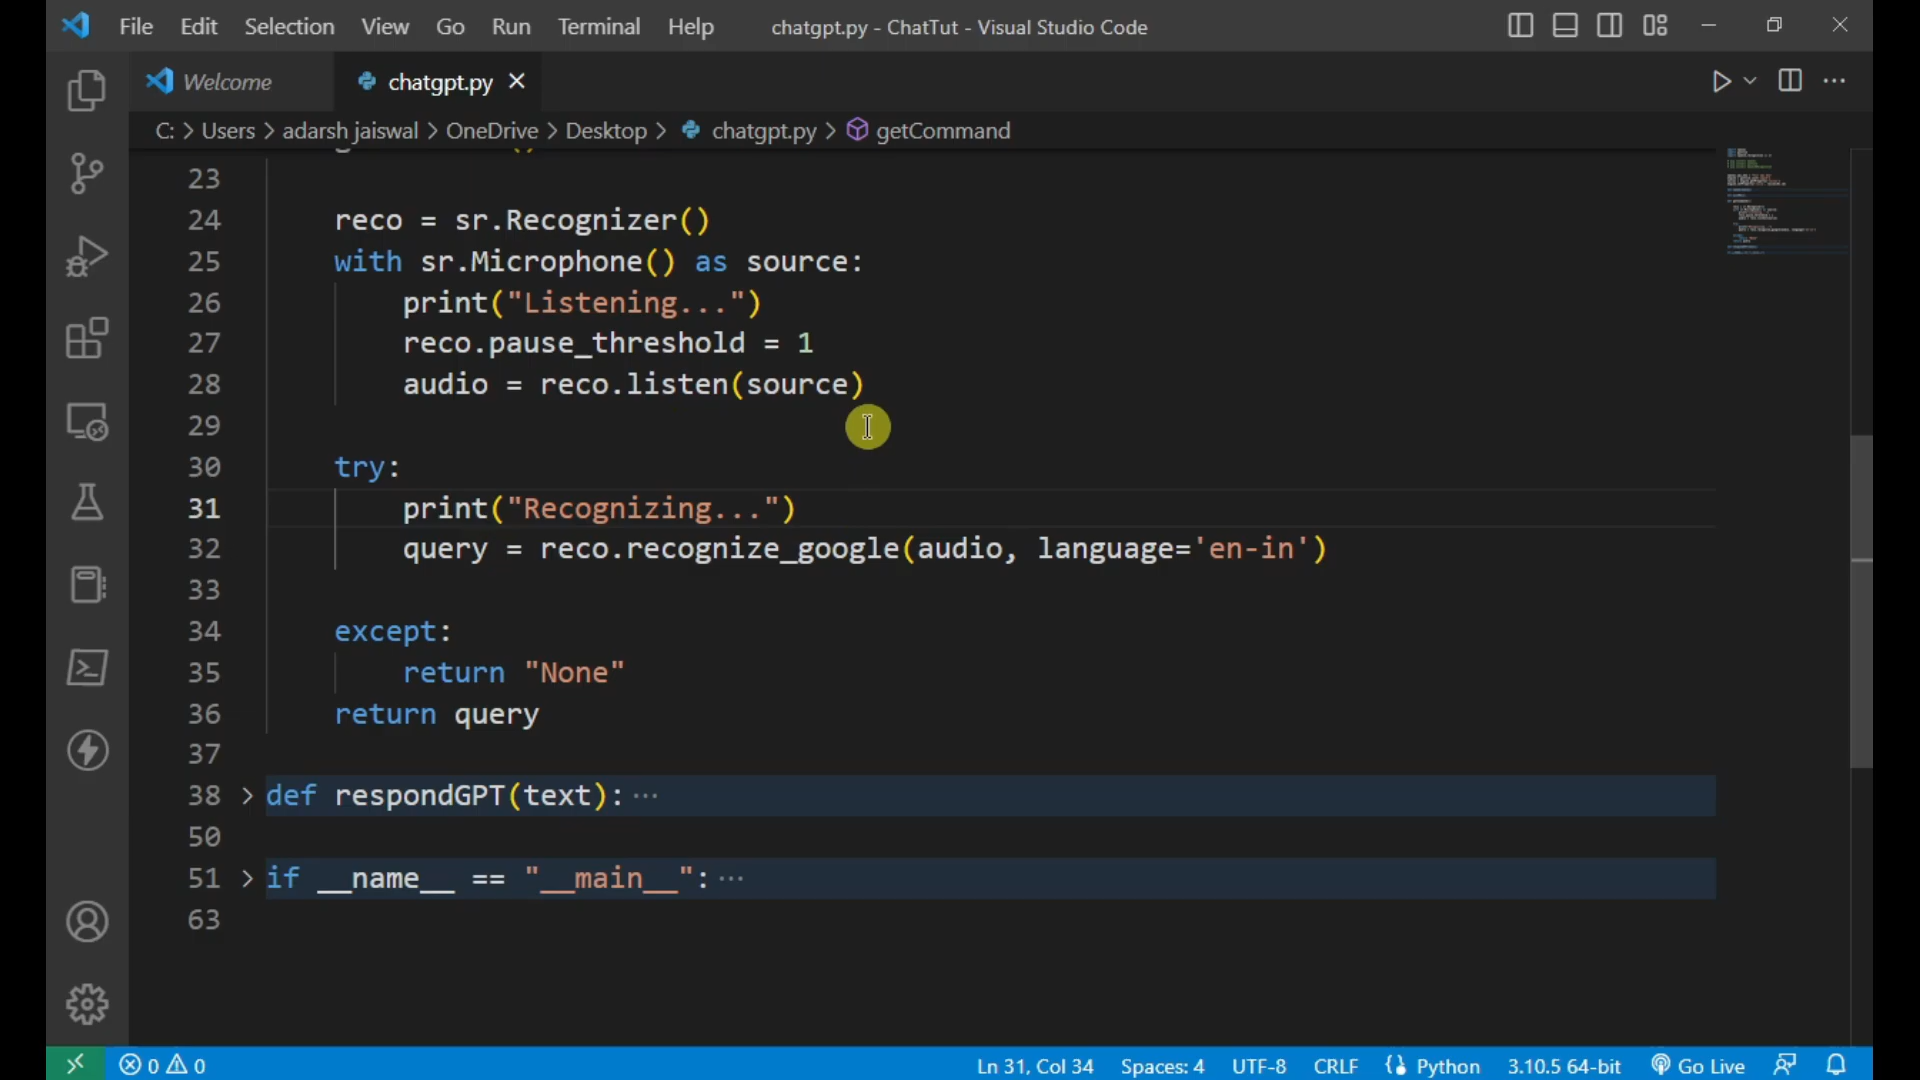 File Edit Selection View Go Run Terminal Help chatgpt.py - ChatTut - Visual Studio Code
Welcome chatgpt.py
C: > Users > adarsh jaiswal > OneDrive > Desktop > chatgpt.py > getCommand
23
24 reco = sr.Recognizer()
25 with sr.Microphone() as source:
26 print("Listening...")
27 reco.pause_threshold = 1
28 audio = reco.listen(source)
29
30 try:
31 print("Recognizing...")
32 query = reco.recognize_google(audio, language='en-in')
33
34 except:
35 return "None"
36 return query
37
38 > def respondGPT(text):···
50
51 > if __name__ == "__main__":···
63
0 0 Ln 31, Col 34 Spaces: 4 UTF-8 CRLF Python 3.10.5 64-bit Go Live